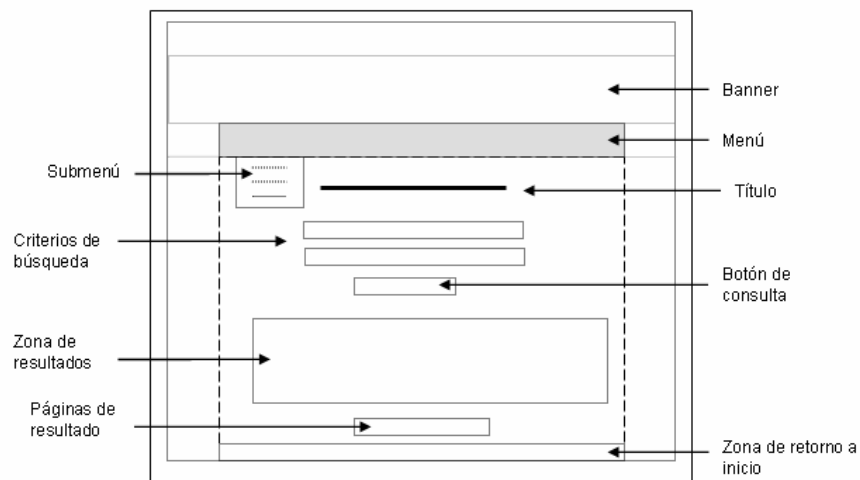 Banner
Menú
Submenú
Título
Criterios de
búsqueda
Botón de
consulta
Zona de
resultados
Páginas de
resultado
Zona de retorno a
inicio